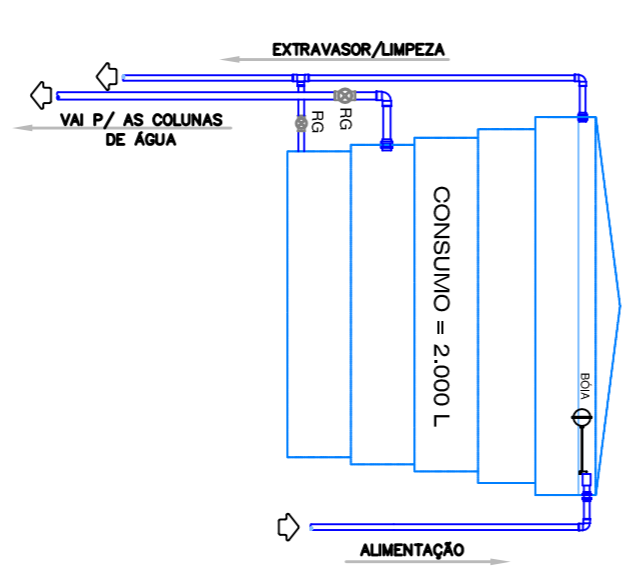 EXTRAVASOR/LIMPEZA
VAI P/ AS COLUNAS
DE ÁGUA
RG
RG
CONSUMO = 2.000 L
BÓIA
ALIMENTAÇÃO